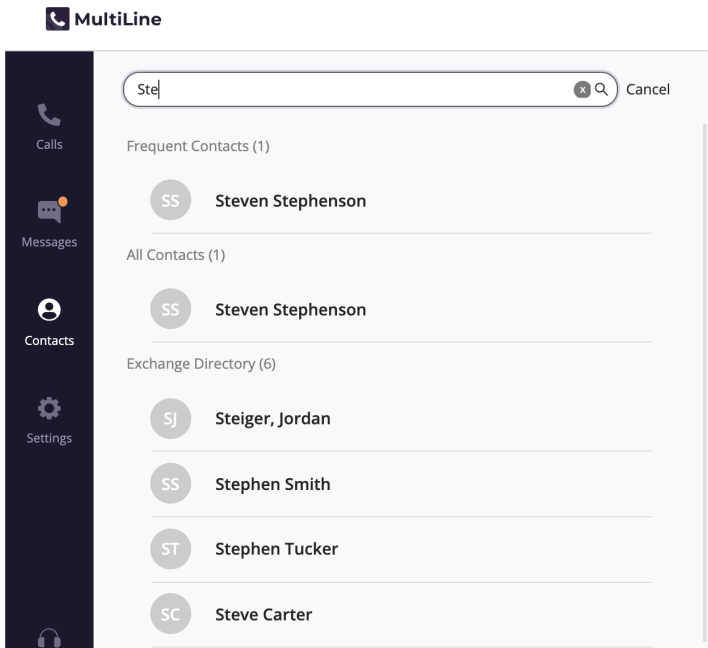 MultiLine
Ste
x
Cancel
Calls
Messages
Contacts
Settings
Frequent Contacts (1)
SS
Steven Stephenson
All Contacts (1)
SS
Steven Stephenson
Exchange Directory (6)
SJ
Steiger, Jordan
SS
Stephen Smith
ST
Stephen Tucker
SC
Steve Carter